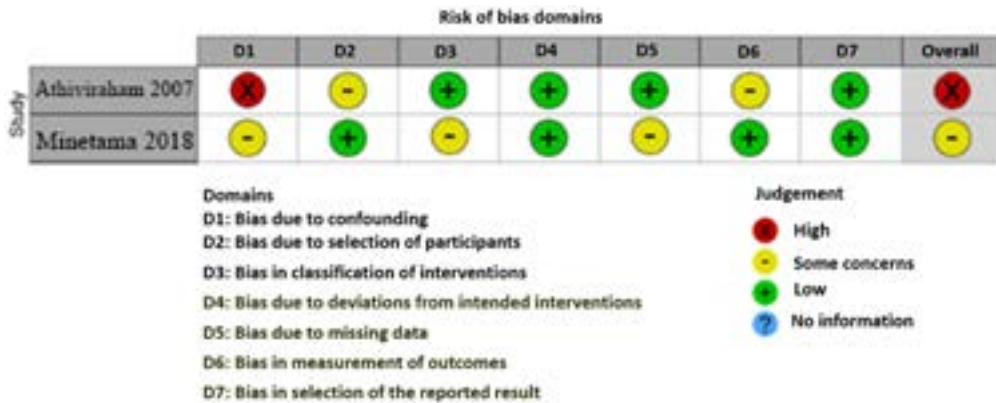 Risk of bias domains
D1 D2 D3 D4 D5 D6 D7 Overall
Study
Athiviraham 2007 X - + + + - + X
Minetama 2018 - + - + - + + -
Domains
D1: Bias due to confounding
D2: Bias due to selection of participants
D3: Bias in classification of interventions
D4: Bias due to deviations from intended interventions
D5: Bias due to missing data
D6: Bias in measurement of outcomes
D7: Bias in selection of the reported result
Judgement
X High
- Some concerns
+ Low
? No information